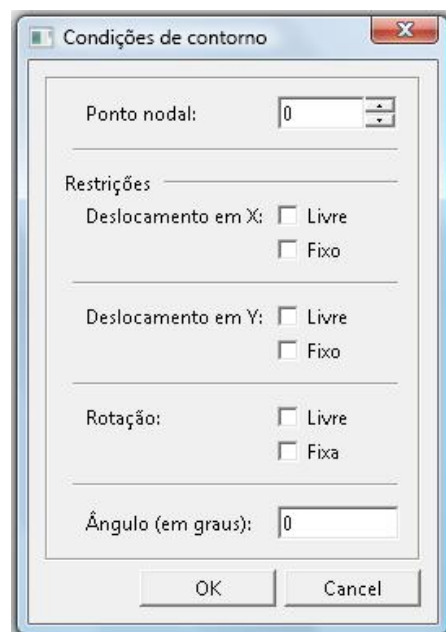 Condições de contorno
Ponto nodal: 0
Restrições
Deslocamento em X: Livre
Fixo
Deslocamento em Y: Livre
Fixo
Rotação: Livre
Fixa
Ângulo (em graus): 0
OK Cancel